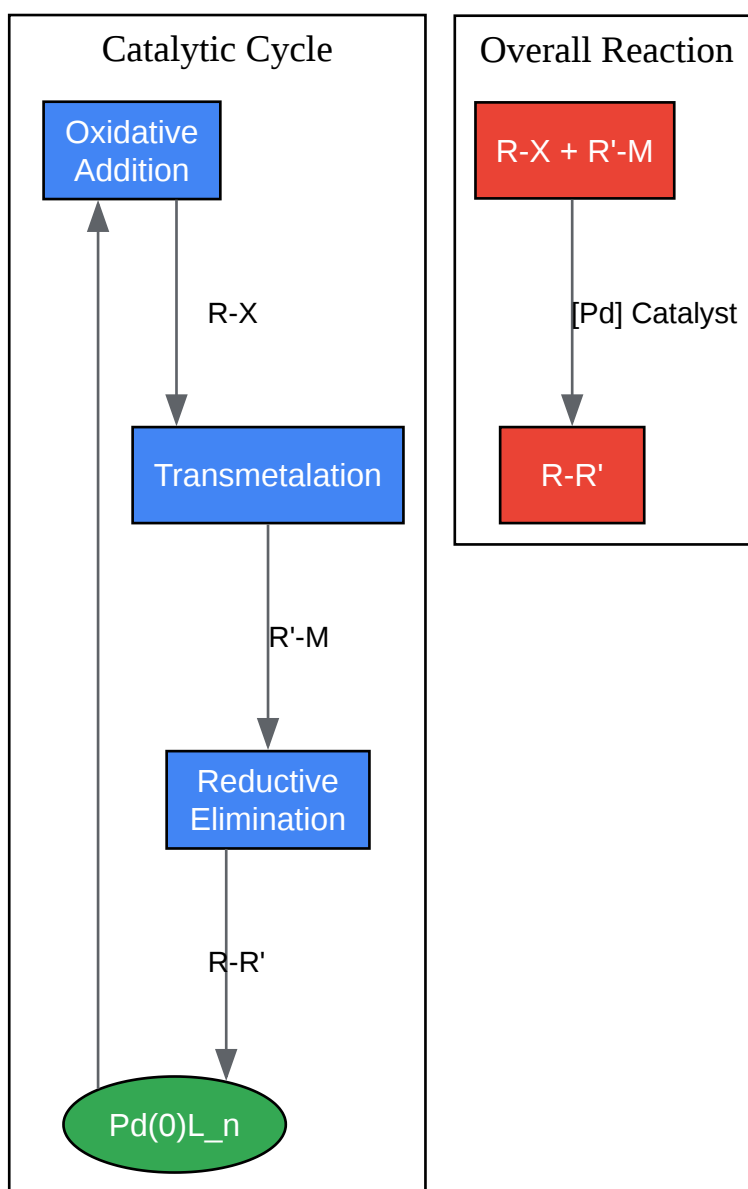 Catalytic Cycle
Oxidative
Addition
R-X
Transmetalation
R'-M
Reductive
Elimination
R-R'
Pd(0)L_n
Overall Reaction
R-X + R'-M
[Pd] Catalyst
R-R'